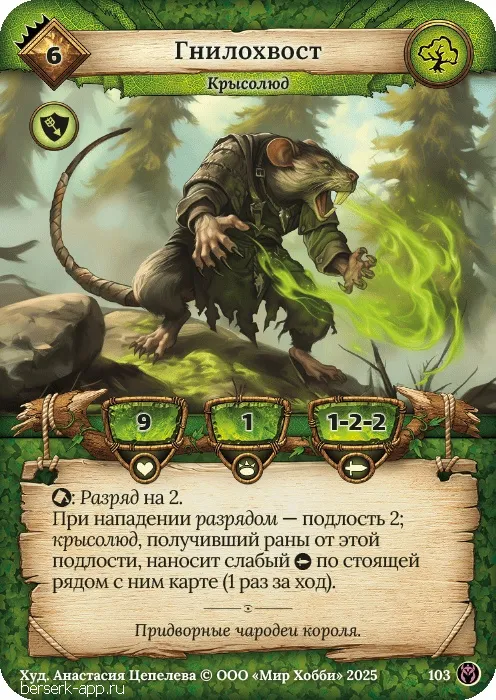 6
Гнилохвост
Крысолюд
9
1
1-2-2
: Разряд на 2.
При нападении разрядом — подлость 2;
крысолюд, получивший раны от этой
подлости, наносит слабый по стоящей
рядом с ним карте (1 раз за ход).
Придворные чародеи короля.
Худ. Анастасия Цепелева © ООО «Мир Хобби» 2025
103
berserk-app.ru